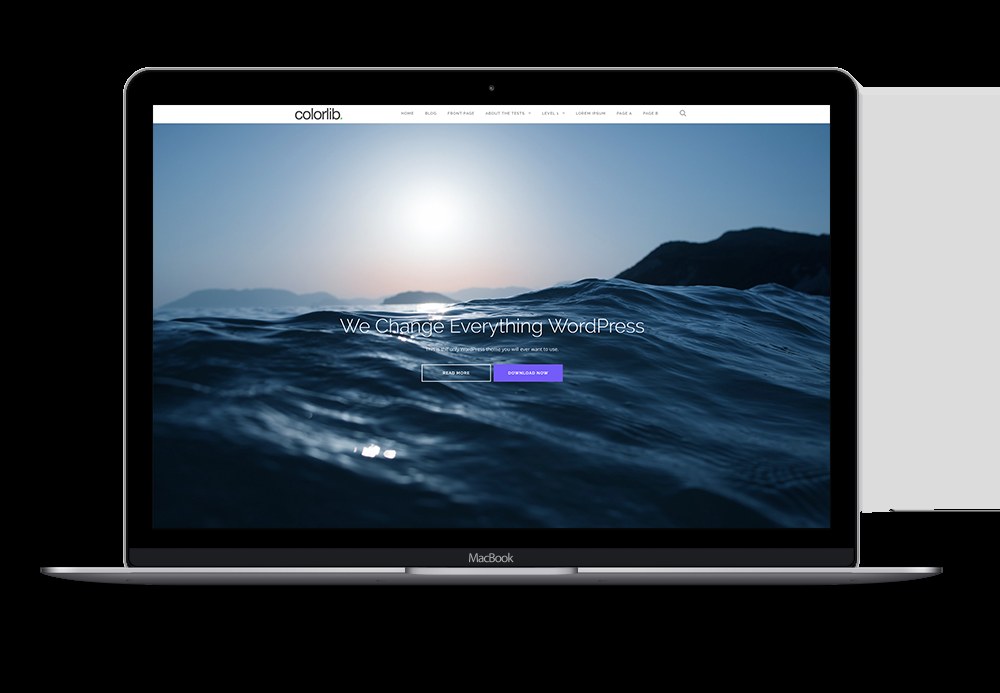 colorlib.
HOME BLOG FRONT PAGE ABOUT THE TESTS LEVEL 1 LOREM IPSUM PAGE A PAGE B
We Change Everything WordPress
This is the only WordPress theme you will ever want to use.
READ MORE DOWNLOAD NOW
MacBook